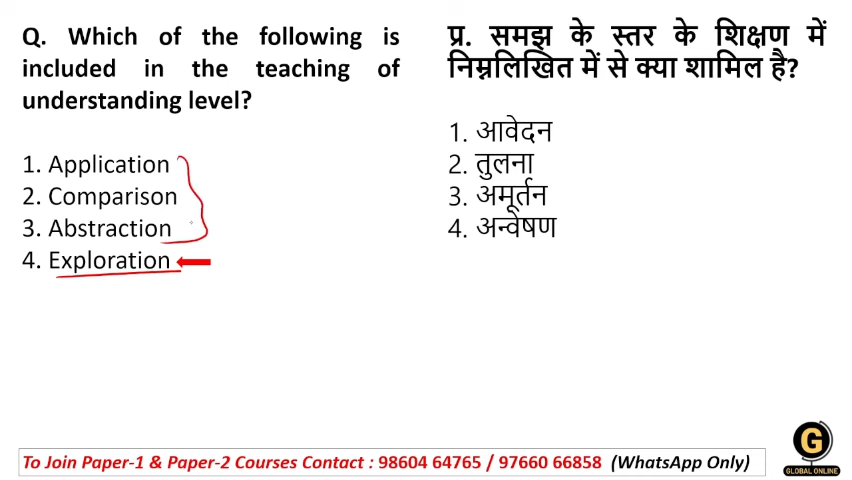 Q. Which of the following is
included in the teaching of
understanding level?
1. Application
2. Comparison
3. Abstraction
4. Exploration
प्र. समझ के स्तर के शिक्षण में
निम्नलिखित में से क्या शामिल है?
1. आवेदन
2. तुलना
3. अमूर्तन
4. अन्वेषण
To Join Paper-1 & Paper-2 Courses Contact : 98604 64765 / 97660 66858 (WhatsApp Only)
G
GLOBAL ONLINE